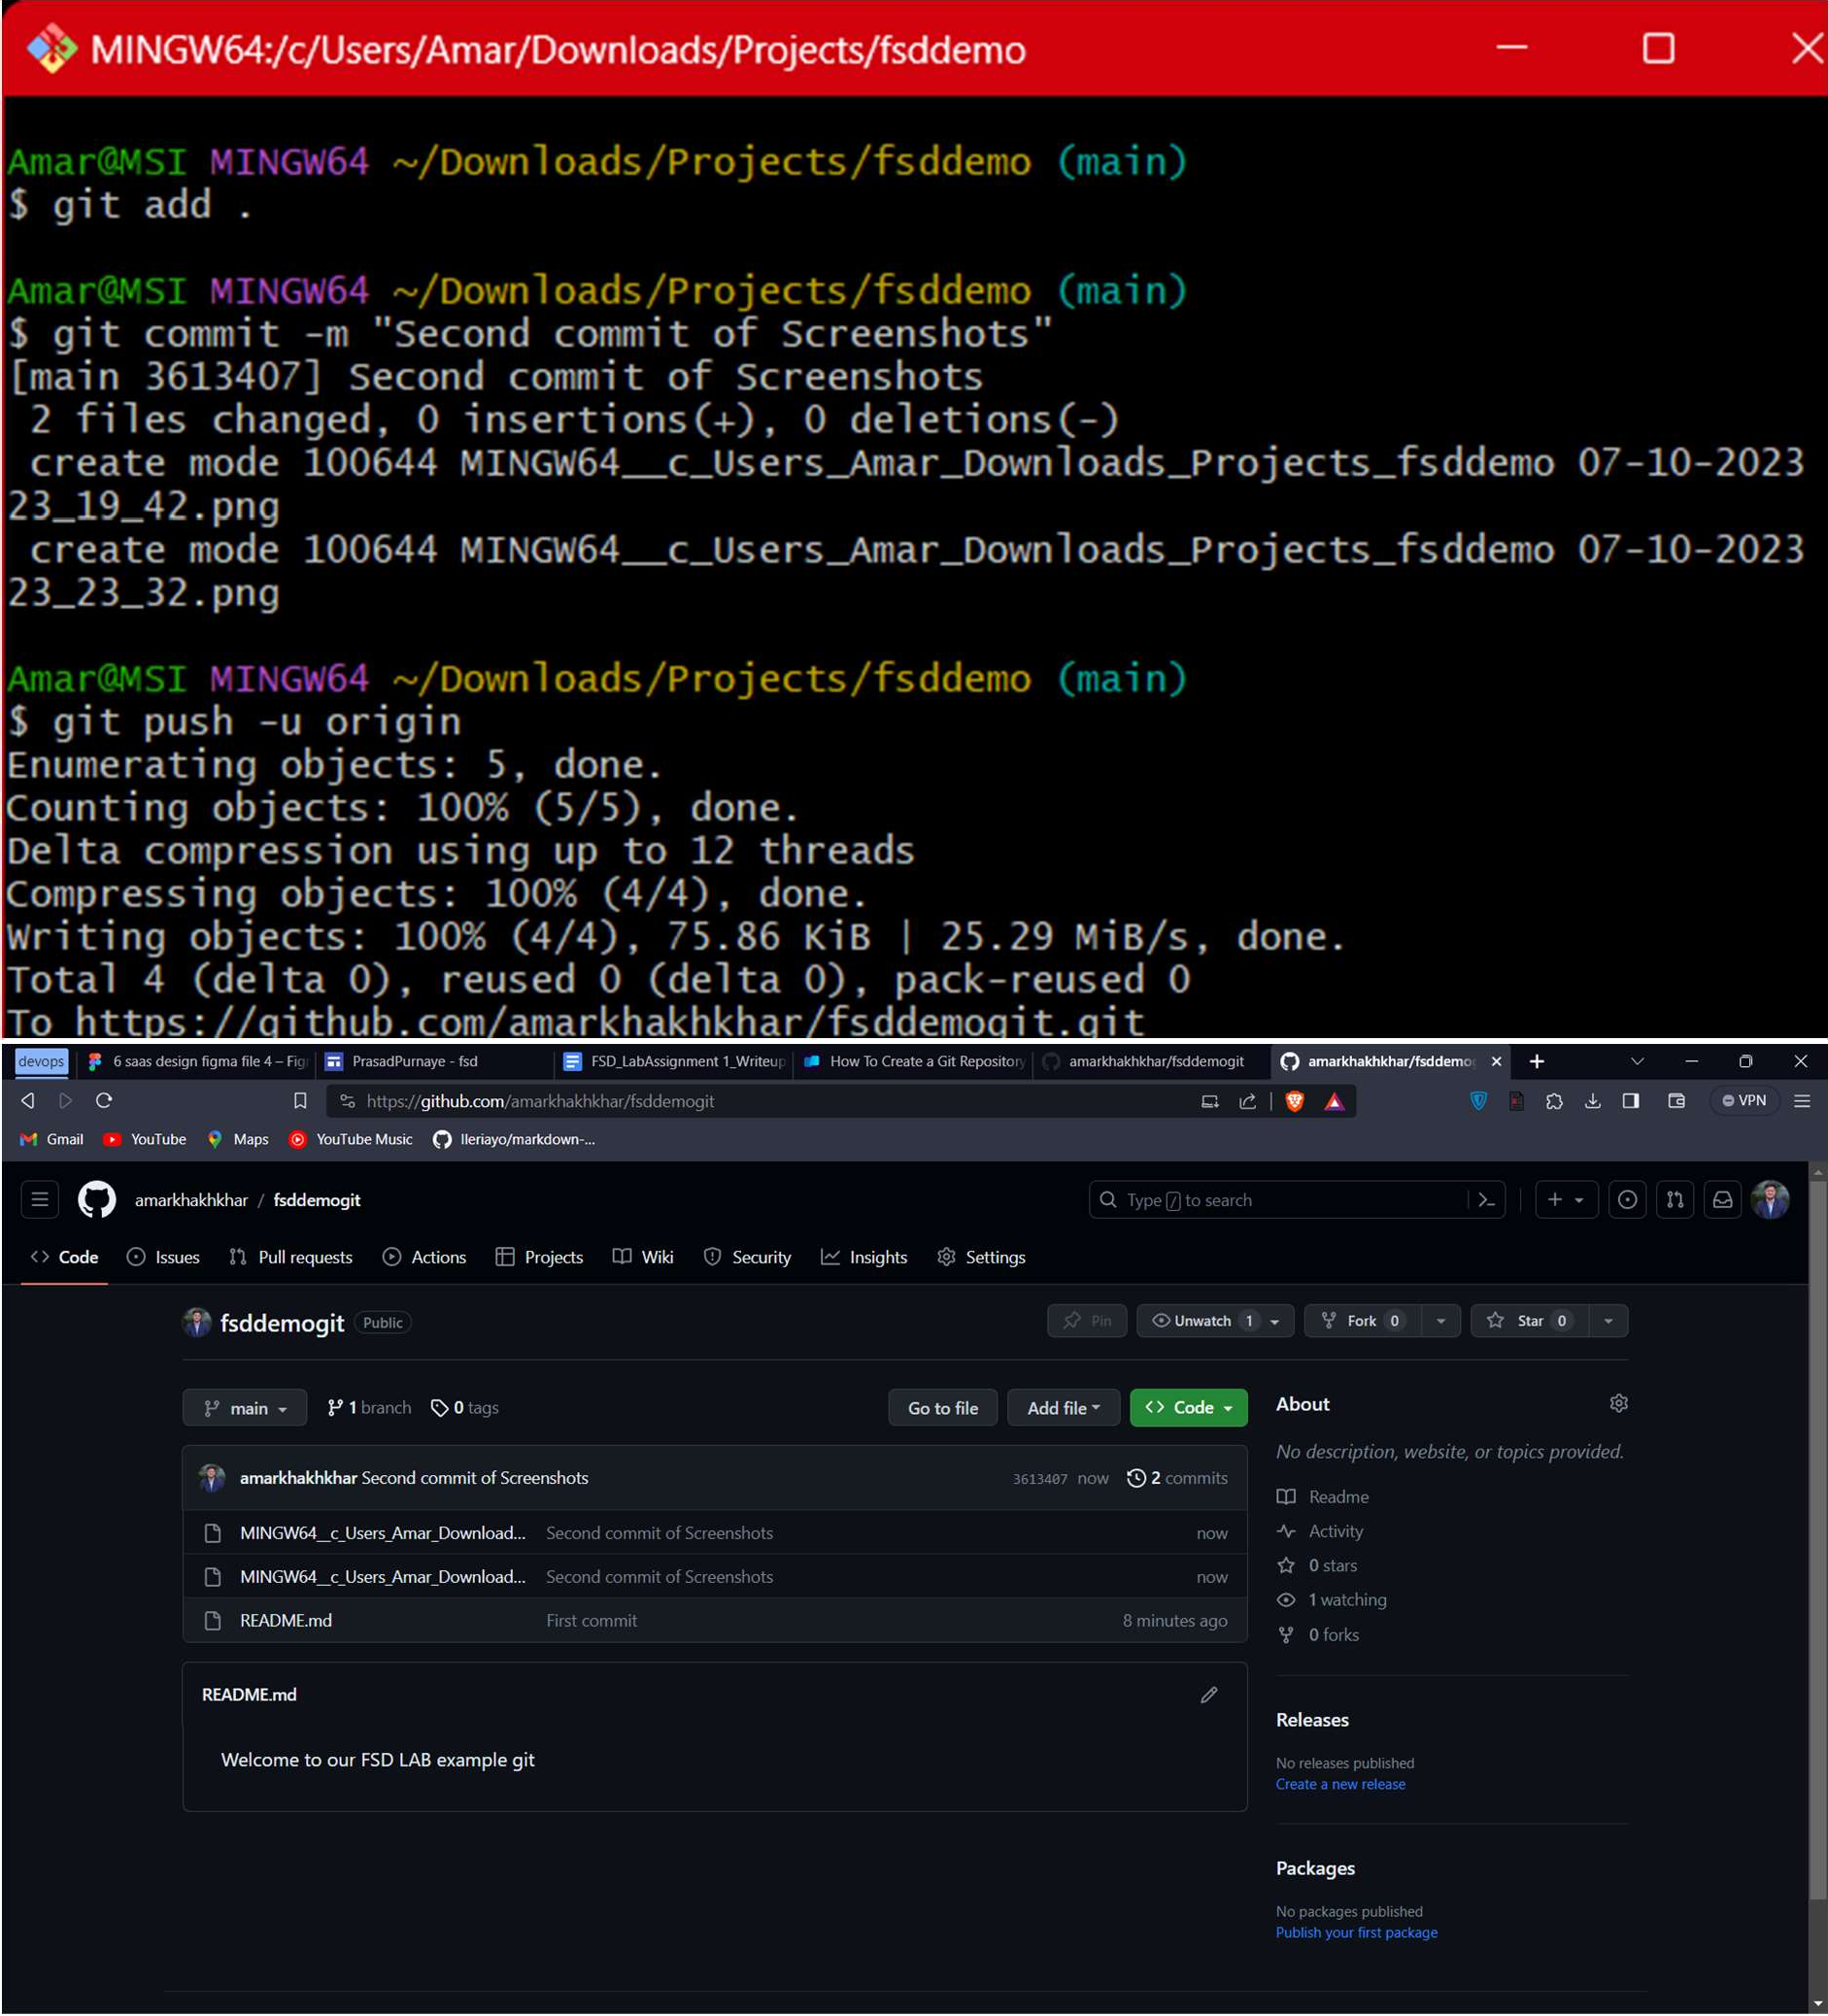 MINGW64:/c/Users/Amar/Downloads/Projects/fsddemo
Amar@MSI MINGW64 ~/Downloads/Projects/fsddemo (main)
$ git add .
Amar@MSI MINGW64 ~/Downloads/Projects/fsddemo (main)
$ git commit -m "Second commit of Screenshots"
[main 3613407] Second commit of Screenshots
2 files changed, 0 insertions(+), 0 deletions(-)
create mode 100644 MINGW64__c_Users_Amar_Downloads_Projects_fsddemo 07-10-2023
23_19_42.png
create mode 100644 MINGW64__c_Users_Amar_Downloads_Projects_fsddemo 07-10-2023
23_23_32.png
Amar@MSI MINGW64 ~/Downloads/Projects/fsddemo (main)
$ git push -u origin
Enumerating objects: 5, done.
Counting objects: 100% (5/5), done.
Delta compression using up to 12 threads
Compressing objects: 100% (4/4), done.
Writing objects: 100% (4/4), 75.86 KiB | 25.29 MiB/s, done.
Total 4 (delta 0), reused 0 (delta 0), pack-reused 0
To https://github.com/amarkhakhkhar/fsddemogit.git
devops 6 saas design figma file 4 – Fig PrasadPurnaye - fsd FSD_LabAssignment 1_Writeup How To Create a Git Repository amarkhakhkhar/fsddemogit amarkhakhkhar/fsddemog
https://github.com/amarkhakhkhar/fsddemogit VPN
Gmail YouTube Maps YouTube Music lleriayo/markdown-...
amarkhakhkhar / fsddemogit Type / to search
Code Issues Pull requests Actions Projects Wiki Security Insights Settings
fsddemogit Public Pin Unwatch 1 Fork 0 Star 0
main 1 branch 0 tags Go to file Add file Code About
No description, website, or topics provided.
amarkhakhkhar Second commit of Screenshots 3613407 now 2 commits
Readme
MINGW64__c_Users_Amar_Download... Second commit of Screenshots now
Activity
0 stars
MINGW64__c_Users_Amar_Download... Second commit of Screenshots now
1 watching
README.md First commit 8 minutes ago
0 forks
README.md
Releases
Welcome to our FSD LAB example git
No releases published
Create a new release
Packages
No packages published
Publish your first package